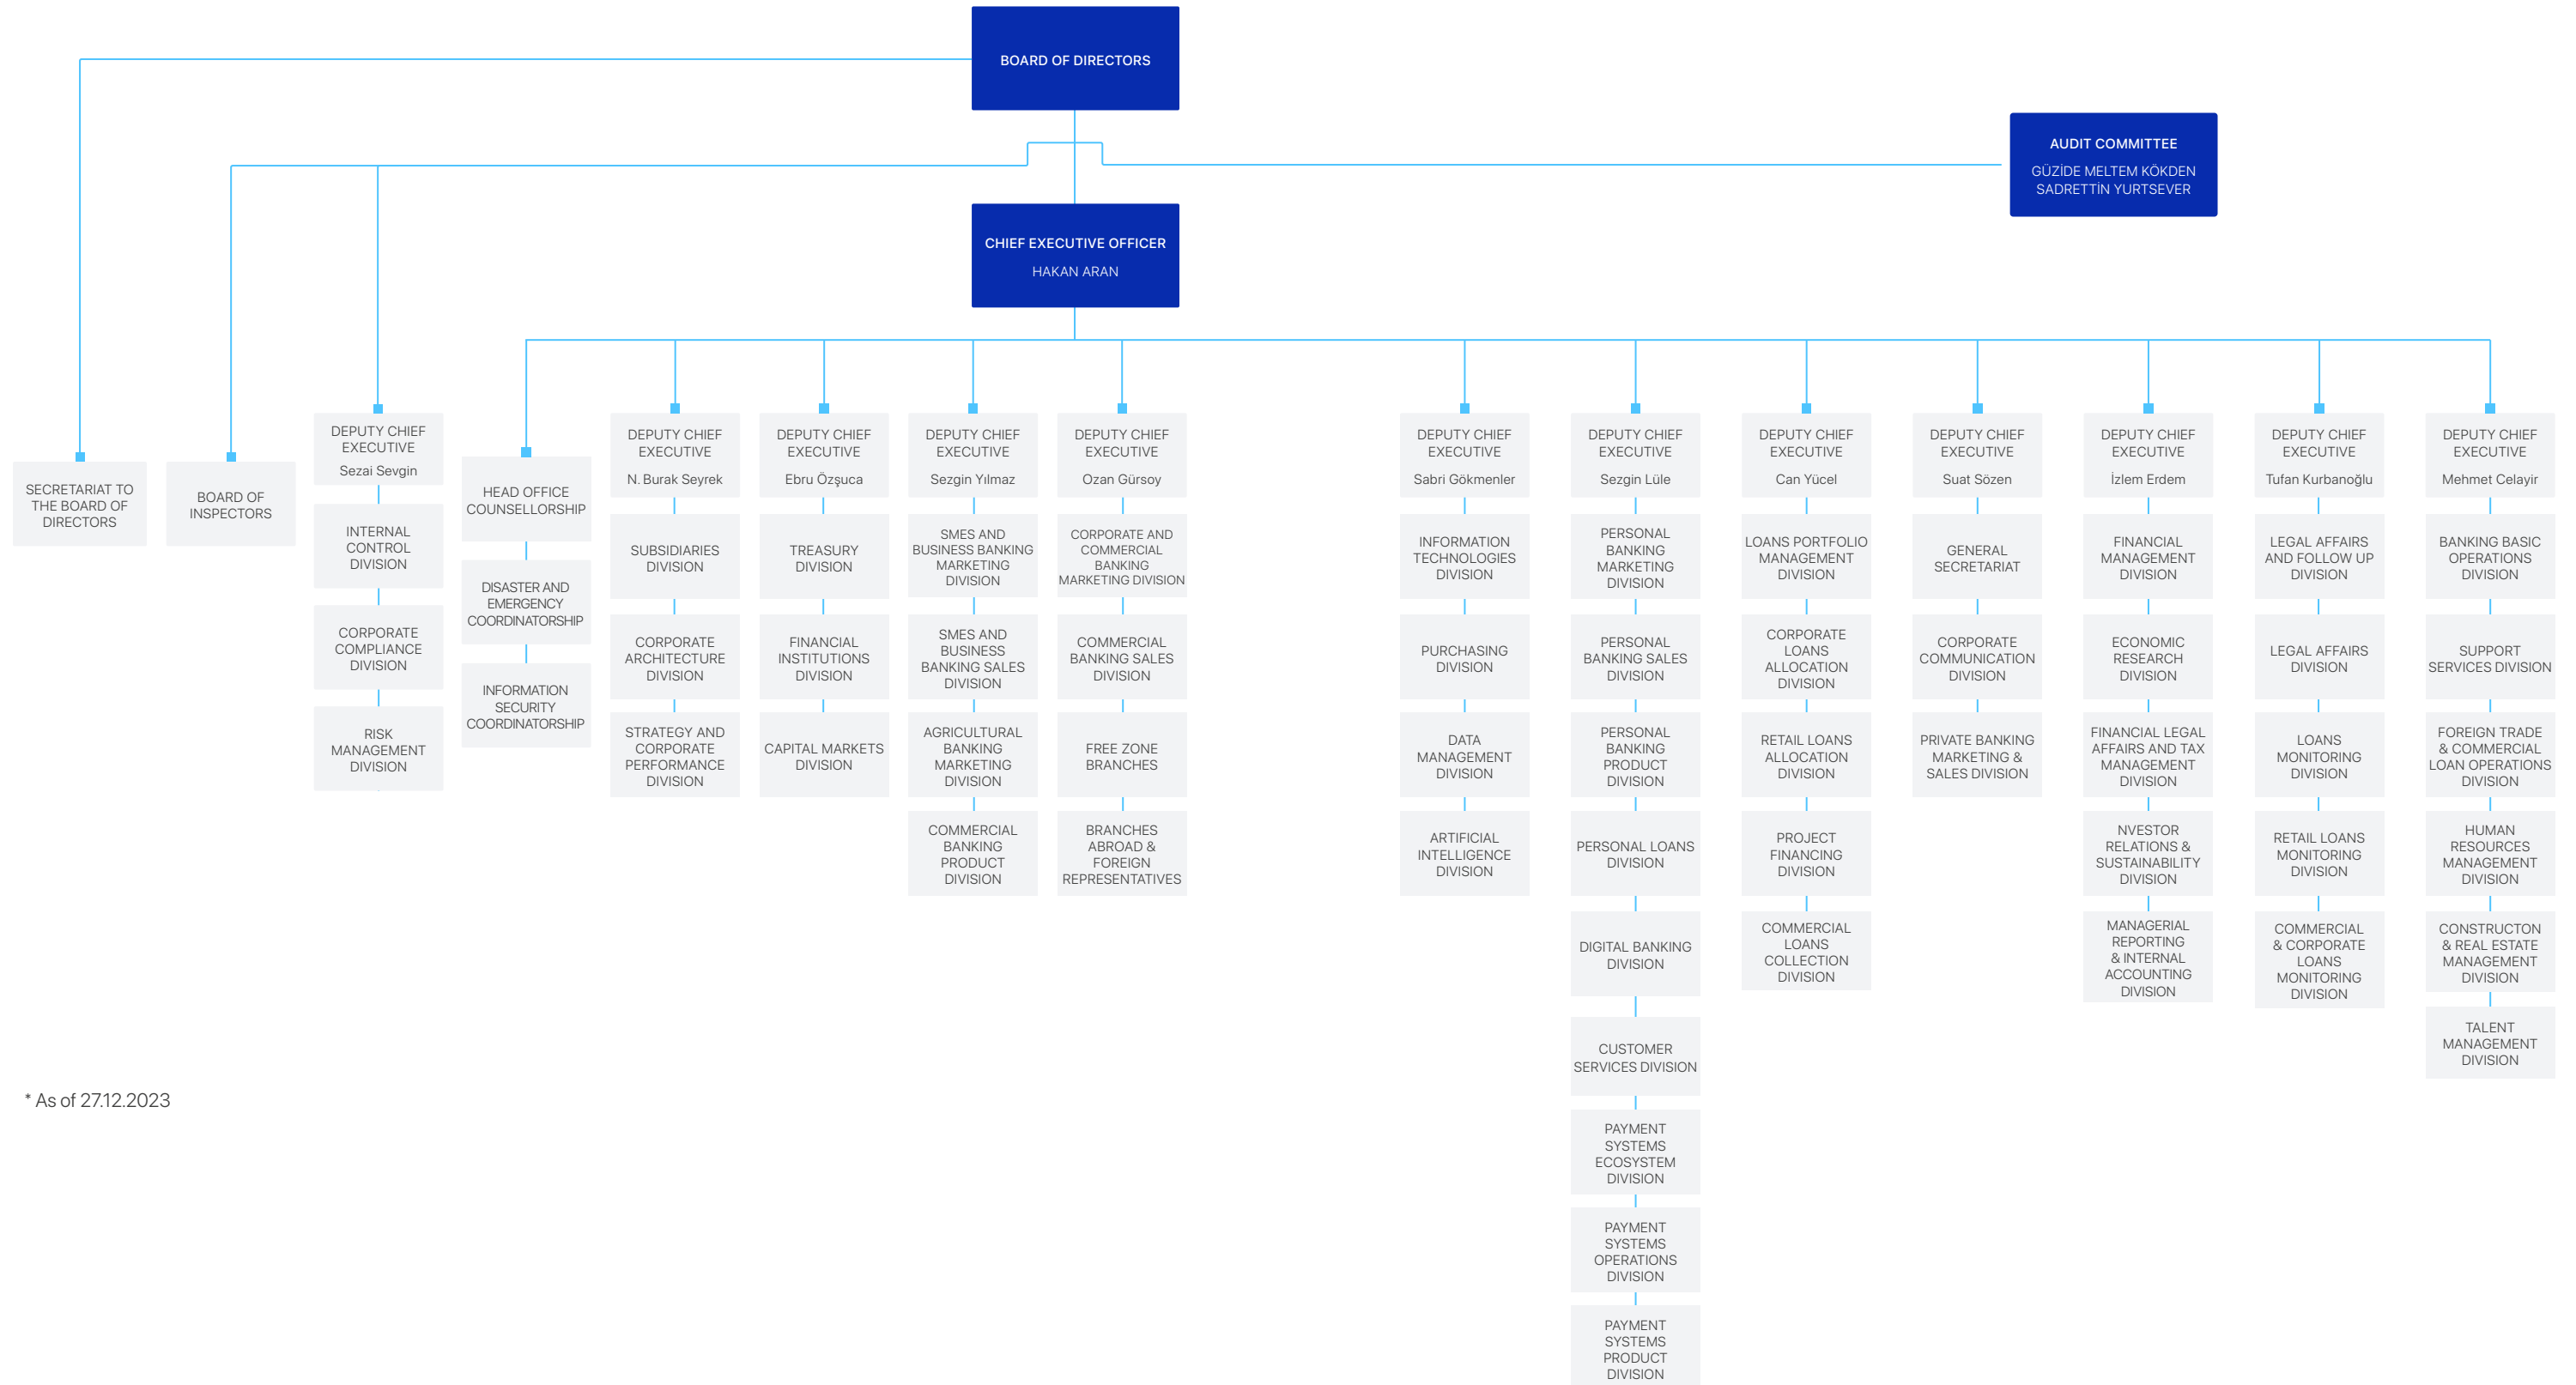 BOARD OF DIRECTORS
AUDIT COMMITTEE
GÜZİDE MELTEM KÖKDEN
SADRETTİN YURTSEVER
CHIEF EXECUTIVE OFFICER
HAKAN ARAN
SECRETARIAT TO
THE BOARD OF
DIRECTORS
BOARD OF
INSPECTORS
DEPUTY CHIEF
EXECUTIVE
Sezai Sevgin
INTERNAL
CONTROL
DIVISION
CORPORATE
COMPLIANCE
DIVISION
RISK
MANAGEMENT
DIVISION
HEAD OFFICE
COUNSELLORSHIP
DISASTER AND
EMERGENCY
COORDINATORSHIP
INFORMATION
SECURITY
COORDINATORSHIP
DEPUTY CHIEF
EXECUTIVE
N. Burak Seyrek
SUBSIDIARIES
DIVISION
CORPORATE
ARCHITECTURE
DIVISION
STRATEGY AND
CORPORATE
PERFORMANCE
DIVISION
DEPUTY CHIEF
EXECUTIVE
Ebru Özşuca
TREASURY
DIVISION
FINANCIAL
INSTITUTIONS
DIVISION
CAPITAL MARKETS
DIVISION
DEPUTY CHIEF
EXECUTIVE
Sezgin Yılmaz
SMES AND
BUSINESS BANKING
MARKETING
DIVISION
SMES AND
BUSINESS
BANKING SALES
DIVISION
AGRICULTURAL
BANKING
MARKETING
DIVISION
COMMERCIAL
BANKING
PRODUCT
DIVISION
DEPUTY CHIEF
EXECUTIVE
Ozan Gürsoy
CORPORATE AND
COMMERCIAL
BANKING
MARKETING DIVISION
COMMERCIAL
BANKING SALES
DIVISION
FREE ZONE
BRANCHES
BRANCHES
ABROAD &
FOREIGN
REPRESENTATIVES
DEPUTY CHIEF
EXECUTIVE
Sabri Gökmenler
INFORMATION
TECHNOLOGIES
DIVISION
PURCHASING
DIVISION
DATA
MANAGEMENT
DIVISION
ARTIFICIAL
INTELLIGENCE
DIVISION
DEPUTY CHIEF
EXECUTIVE
Sezgin Lüle
PERSONAL
BANKING
MARKETING
DIVISION
PERSONAL
BANKING SALES
DIVISION
PERSONAL
BANKING
PRODUCT
DIVISION
PERSONAL LOANS
DIVISION
DIGITAL BANKING
DIVISION
CUSTOMER
SERVICES DIVISION
PAYMENT
SYSTEMS
ECOSYSTEM
DIVISION
PAYMENT
SYSTEMS
OPERATIONS
DIVISION
PAYMENT
SYSTEMS
PRODUCT
DIVISION
DEPUTY CHIEF
EXECUTIVE
Can Yücel
LOANS PORTFOLIO
MANAGEMENT
DIVISION
CORPORATE
LOANS
ALLOCATION
DIVISION
RETAIL LOANS
ALLOCATION
DIVISION
PROJECT
FINANCING
DIVISION
COMMERCIAL
LOANS
COLLECTION
DIVISION
DEPUTY CHIEF
EXECUTIVE
Suat Sözen
GENERAL
SECRETARIAT
CORPORATE
COMMUNICATION
DIVISION
PRIVATE BANKING
MARKETING &
SALES DIVISION
DEPUTY CHIEF
EXECUTIVE
İzlem Erdem
FINANCIAL
MANAGEMENT
DIVISION
ECONOMIC
RESEARCH
DIVISION
FINANCIAL LEGAL
AFFAIRS AND TAX
MANAGEMENT
DIVISION
NVESTOR
RELATIONS &
SUSTAINABILITY
DIVISION
MANAGERIAL
REPORTING
& INTERNAL
ACCOUNTING
DIVISION
DEPUTY CHIEF
EXECUTIVE
Tufan Kurbanoğlu
LEGAL AFFAIRS
AND FOLLOW UP
DIVISION
LEGAL AFFAIRS
DIVISION
LOANS
MONITORING
DIVISION
RETAIL LOANS
MONITORING
DIVISION
COMMERCIAL
& CORPORATE
LOANS
MONITORING
DIVISION
DEPUTY CHIEF
EXECUTIVE
Mehmet Celayir
BANKING BASIC
OPERATIONS
DIVISION
SUPPORT
SERVICES DIVISION
FOREIGN TRADE
& COMMERCIAL
LOAN OPERATIONS
DIVISION
HUMAN
RESOURCES
MANAGEMENT
DIVISION
CONSTRUCTON
& REAL ESTATE
MANAGEMENT
DIVISION
TALENT
MANAGEMENT
DIVISION
* As of 27.12.2023